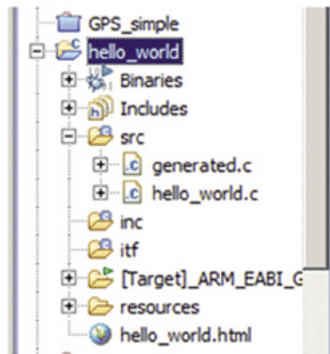 GPS_simple
hello_world
Binaries
Includes
src
generated.c
hello_world.c
inc
itf
[Target]_ARM_EABI_G
resources
hello_world.html